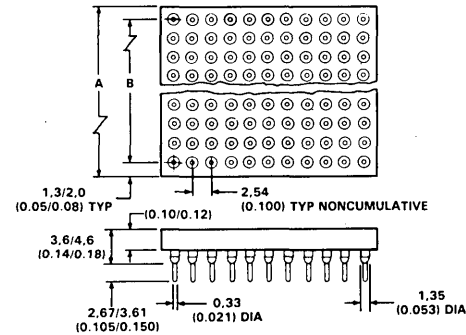 A
B
1,3/2,0
(0.05/0.08) TYP
2,54
(0.100) TYP NONCUMULATIVE
(0.10/0.12)
3,6/4,6
(0.14/0.18)
2,67/3.61
(0.105/0.150)
0,33
(0.021) DIA
1,35
(0.053) DIA